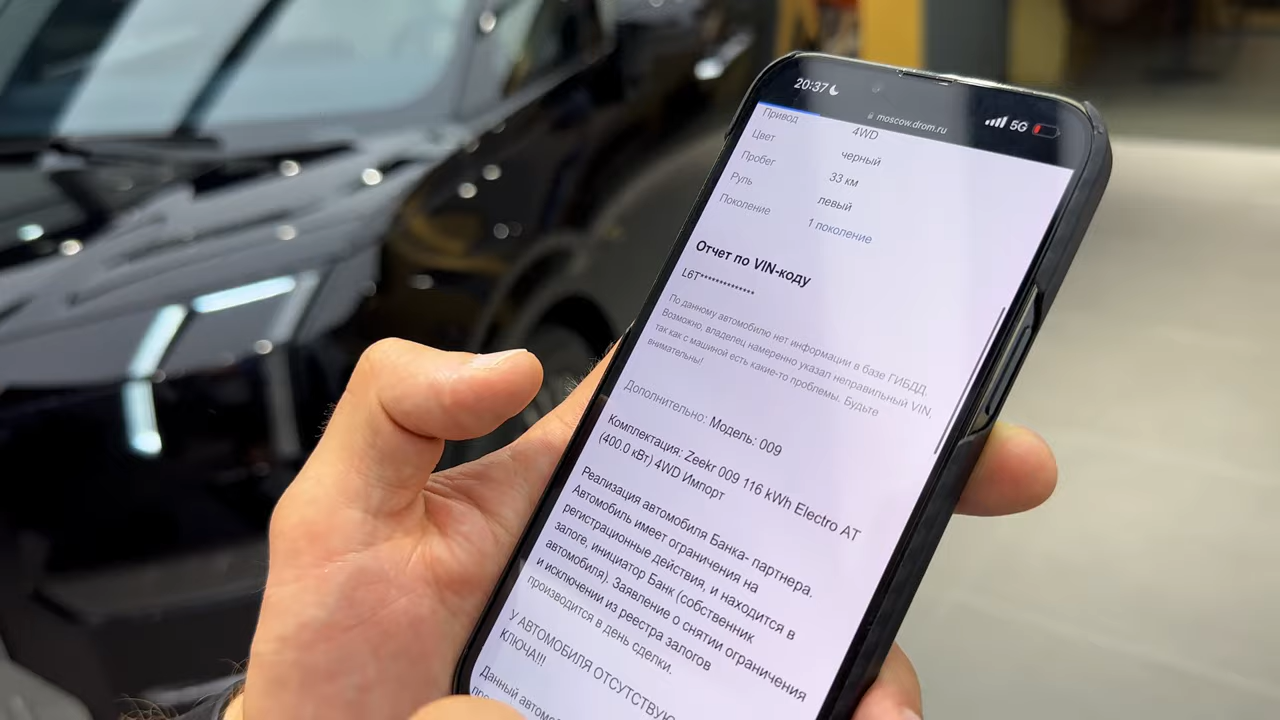 20:37
moscow.drom.ru
5G
Привод 4WD
Цвет черный
Пробег 33 км
Руль левый
Поколение 1 поколение
Отчет по VIN-коду
L6T**************
По данному автомобилю нет информации в базе ГИБДД.
Возможно, владелец намеренно указал неправильный VIN,
так как с машиной есть какие-то проблемы. Будьте
внимательны!
Дополнительно: Модель: 009
Комплектация: Zeekr 009 116 kWh Electro AT
(400.0 кВт) 4WD Импорт
Реализация автомобиля Банка- партнера.
Автомобиль имеет ограничения на
регистрационные действия, и находится в
залоге, инициатор Банк (собственник
автомобиля). Заявление о снятии ограничения
и исключении из реестра залогов
производится в день сделки.
У АВТОМОБИЛЯ ОТСУТСТВУЮ
КЛЮЧА!!!
Данный автомо